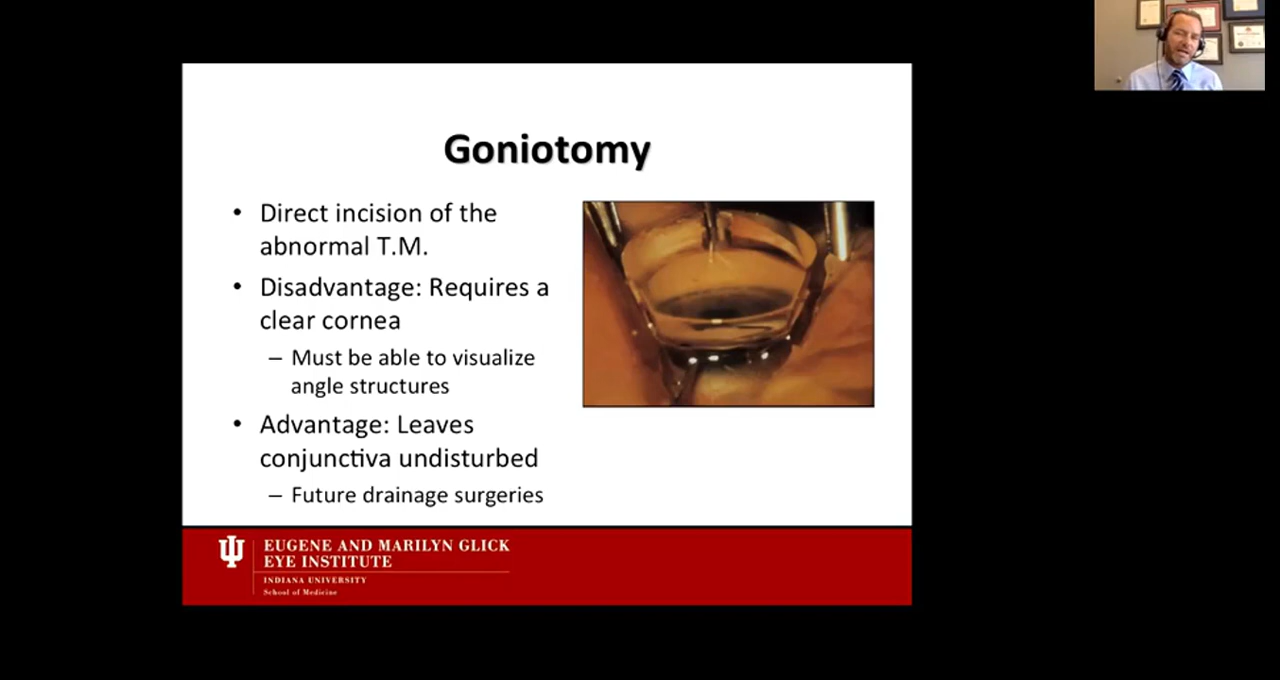 Goniotomy
• Direct incision of the
abnormal T.M.
• Disadvantage: Requires a
clear cornea
– Must be able to visualize
angle structures
• Advantage: Leaves
conjunctiva undisturbed
– Future drainage surgeries
EUGENE AND MARILYN GLICK
EYE INSTITUTE
INDIANA UNIVERSITY
School of Medicine